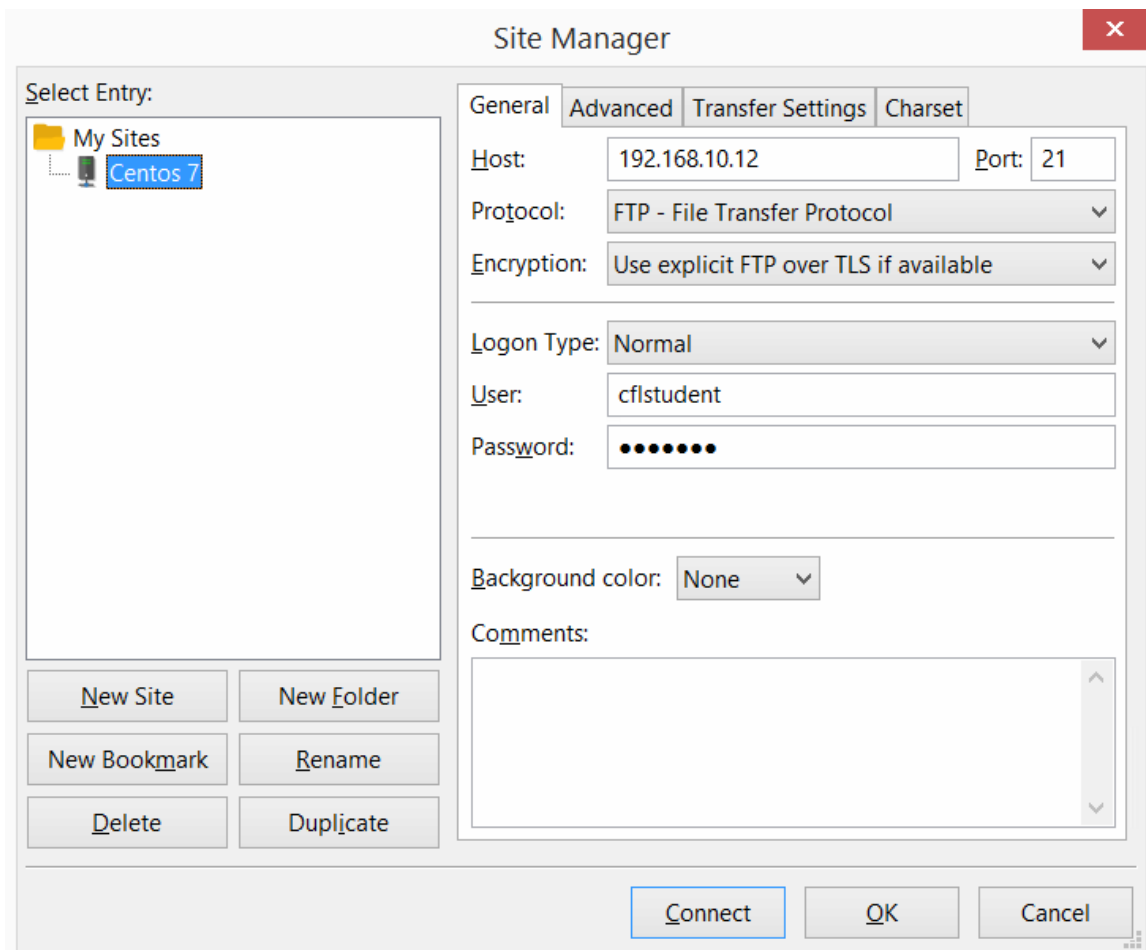 Site Manager
Select Entry:
My Sites
Centos 7
New Site
New Folder
New Bookmark
Rename
Delete
Duplicate
General
Advanced
Transfer Settings
Charset
Host:
192.168.10.12
Port:
21
Protocol:
FTP - File Transfer Protocol
Encryption:
Use explicit FTP over TLS if available
Logon Type:
Normal
User:
cflstudent
Password:
●●●●●●●
Background color:
None
Comments:
Connect
OK
Cancel